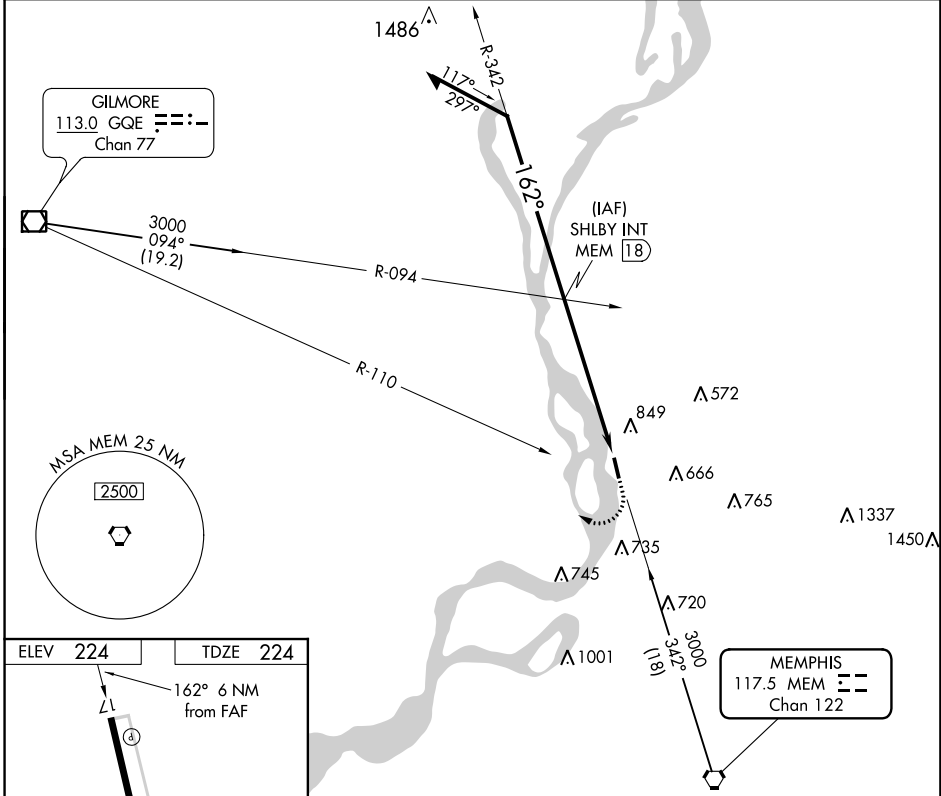 1486
R-342
117°
297°
GILMORE
113.0 GQE
Chan 77
162°
(IAF)
SHLBY INT
MEM 18
3000
094°
(19.2)
R-094
R-110
849
572
MSA MEM 25 NM
2500
666
765
1337
1450
735
745
720
3000
342°
(18)
1001
MEMPHIS
117.5 MEM
Chan 122
ELEV 224
TDZE 224
162° 6 NM
from FAF
17
P